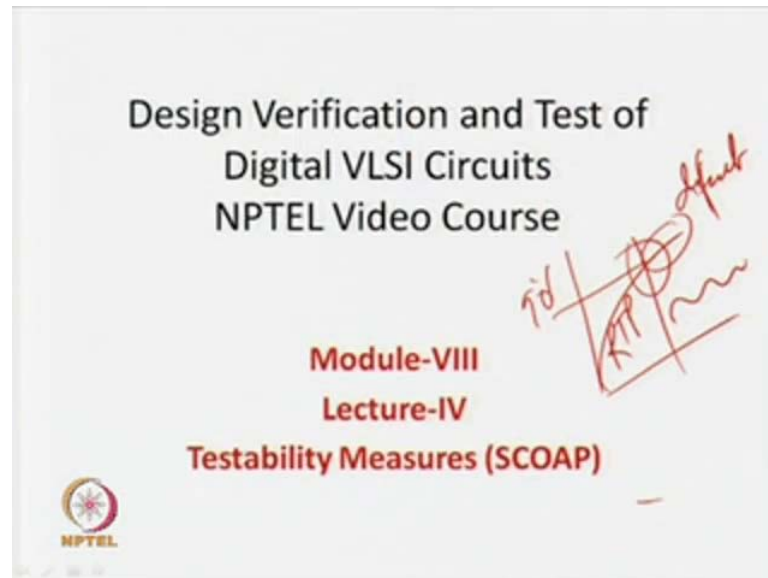 Design Verification and Test of
Digital VLSI Circuits
NPTEL Video Course
RTP
Module-VIII
Lecture-IV
Testability Measures (SCOAP)
NPTEL